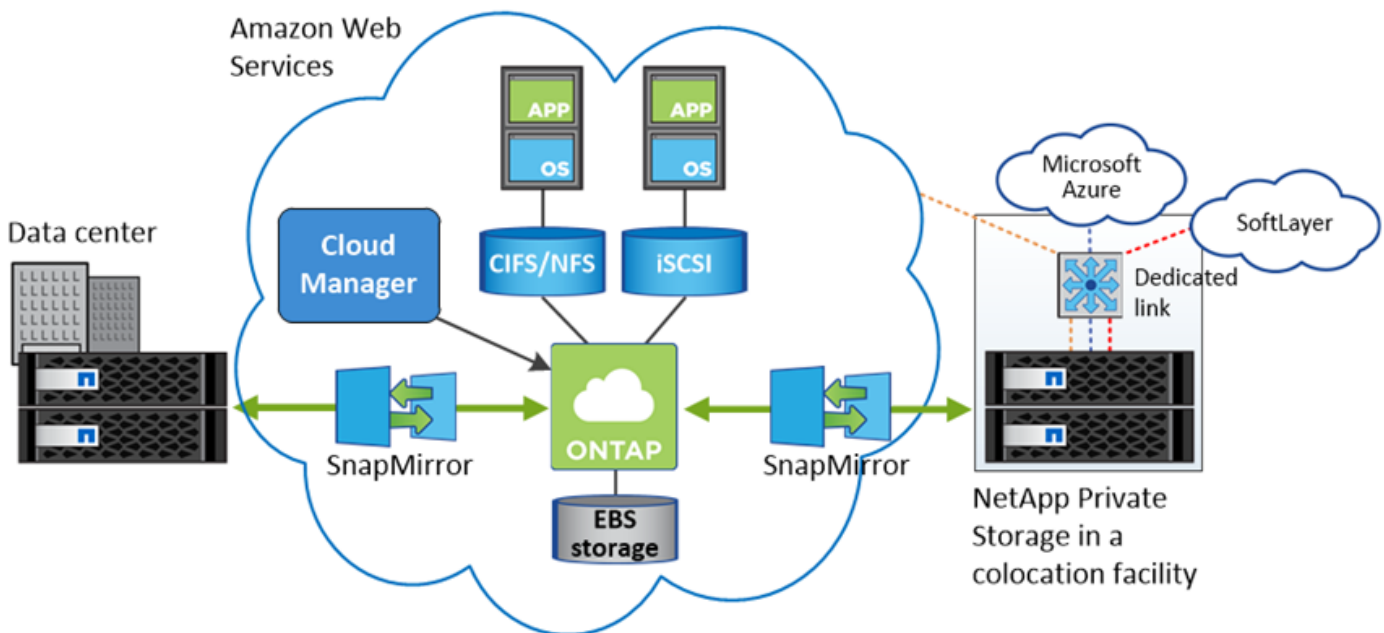 Amazon Web
Services
APP
OS
APP
OS
Microsoft
Azure
SoftLayer
Data center
Cloud
Manager
CIFS/NFS
iSCSI
Dedicated
link
ONTAP
SnapMirror
SnapMirror
EBS
storage
NetApp Private
Storage in a
colocation facility